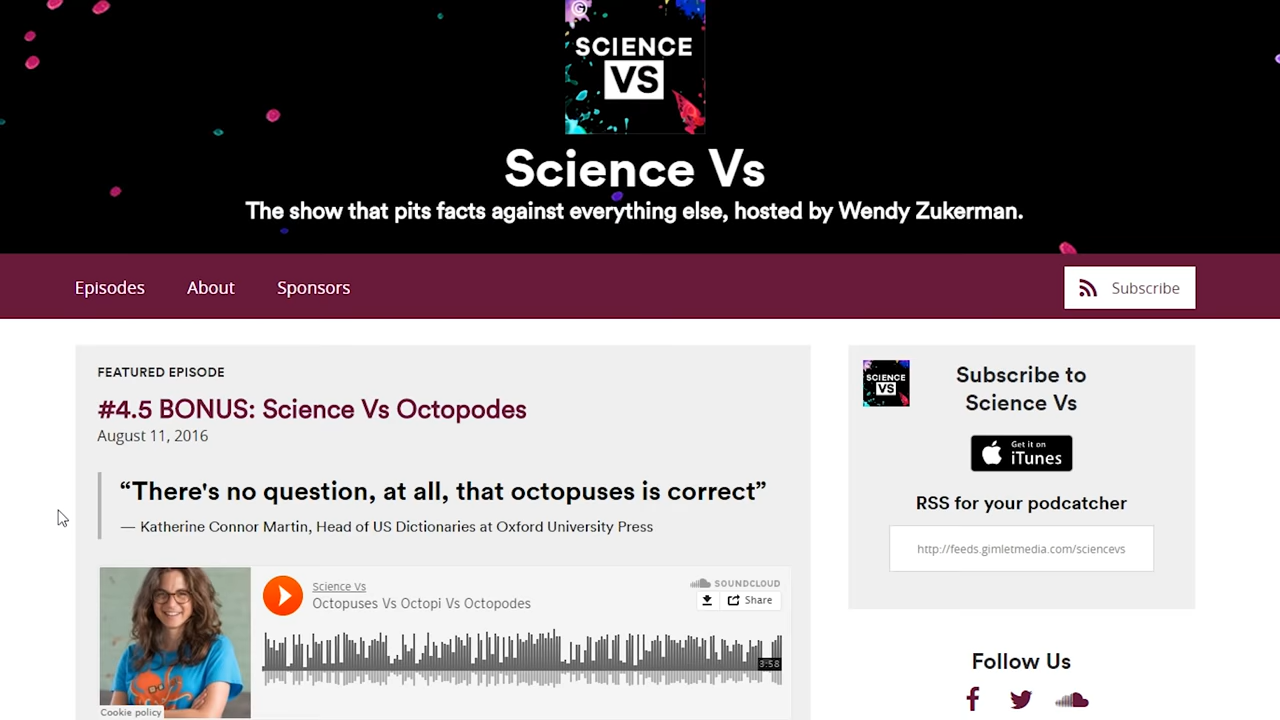 SCIENCE
VS
Science Vs
The show that pits facts against everything else, hosted by Wendy Zukerman.
Episodes
About
Sponsors
Subscribe
FEATURED EPISODE
#4.5 BONUS: Science Vs Octopodes
August 11, 2016
“There's no question, at all, that octopuses is correct”
— Katherine Connor Martin, Head of US Dictionaries at Oxford University Press
Science Vs
Octopuses Vs Octopi Vs Octopodes
SOUNDCLOUD
Share
3:58
Cookie policy
SCIENCE
VS
Subscribe to
Science Vs
Get it on
iTunes
RSS for your podcatcher
http://feeds.gimletmedia.com/sciencevs
Follow Us